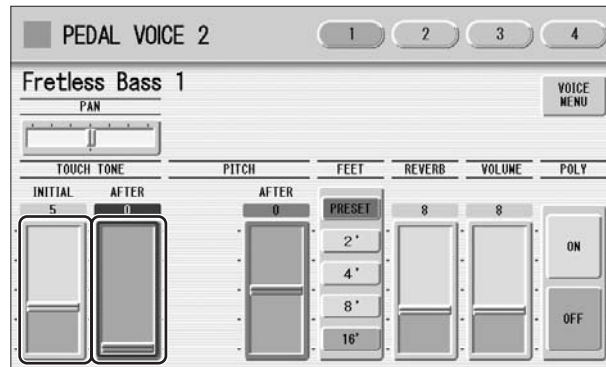 PEDAL VOICE 2 1 2 3 4
Fretless Bass 1
VOICE MENU
PAN
TOUCH TONE PITCH FEET REVERB VOLUME POLY
INITIAL AFTER AFTER
5 0 0 PRESET 8 8
2'
4'
8'
16'
ON
OFF